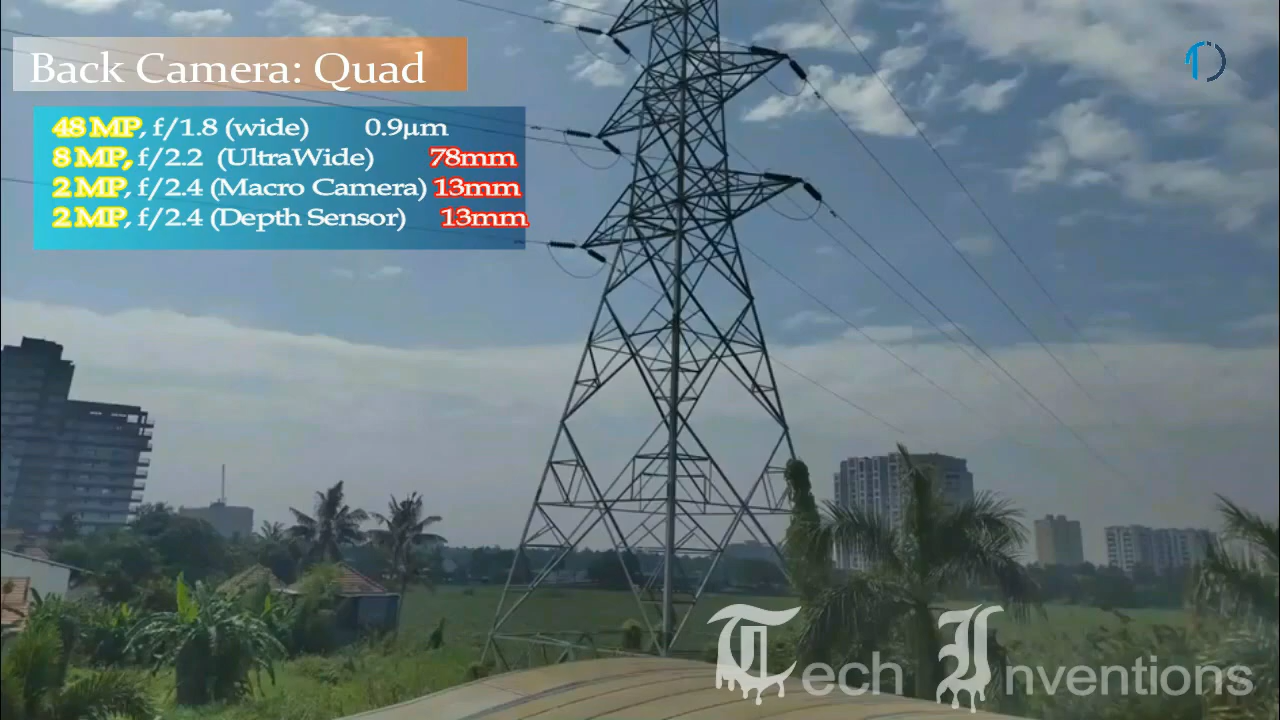 Back Camera: Quad
48 MP, f/1.8 (wide) 0.9μm
8 MP, f/2.2 (UltraWide) 78mm
2 MP, f/2.4 (Macro Camera) 13mm
2 MP, f/2.4 (Depth Sensor) 13mm
Tech Inventions